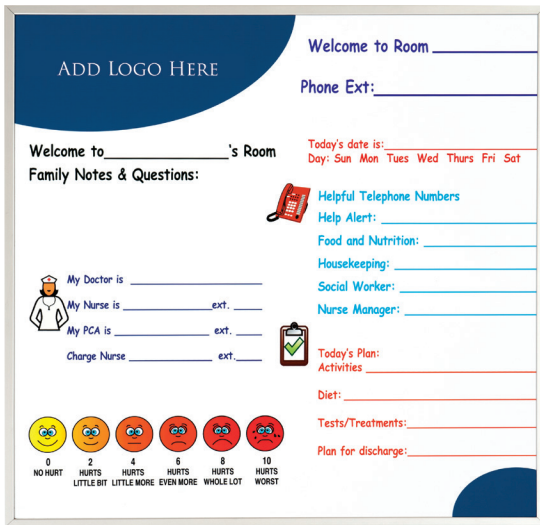 ADD LOGO HERE
Welcome to Room
Phone Ext:
Welcome to 's Room
Family Notes & Questions:
Today's date is:
Day: Sun Mon Tues Wed Thurs Fri Sat
Helpful Telephone Numbers
Help Alert:
Food and Nutrition:
Housekeeping:
Social Worker:
Nurse Manager:
My Doctor is
My Nurse is ext.
My PCA is ext.
Charge Nurse ext.
Today's Plan:
Activities
Diet:
Tests/Treatments:
Plan for discharge:
0
NO HURT
2
HURTS
LITTLE BIT
4
HURTS
LITTLE MORE
6
HURTS
EVEN MORE
8
HURTS
WHOLE LOT
10
HURTS
WORST